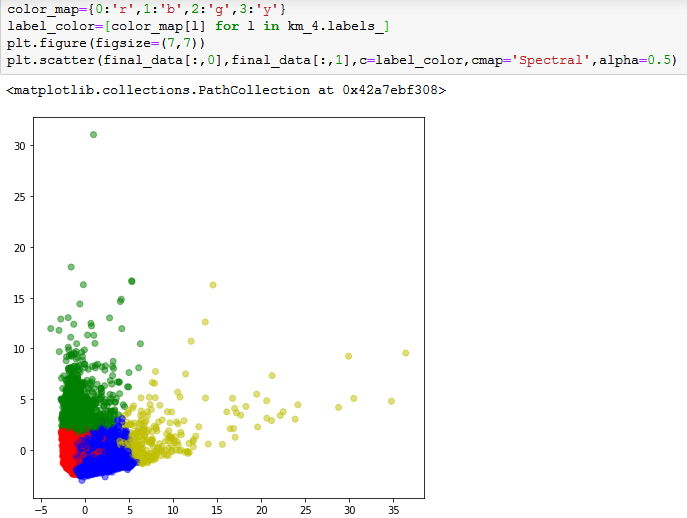 color_map={0:'r',1:'b',2:'g',3:'y'}
label_color=[color_map[l] for l in km_4.labels_]
plt.figure(figsize=(7,7))
plt.scatter(final_data[:,0],final_data[:,1],c=label_color,cmap='Spectral',alpha=0.5)
<matplotlib.collections.PathCollection at 0x42a7ebf308>
30
25
20
15
10
5
0
−5 0 5 10 15 20 25 30 35